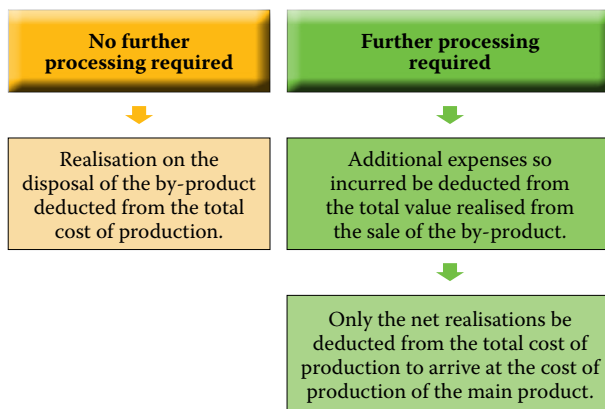 No further
processing required
Realisation on the
disposal of the by-product
deducted from the total
cost of production.
Further processing
required
Additional expenses so
incurred be deducted from
the total value realised from
the sale of the by-product.
Only the net realisations be
deducted from the total cost of
production to arrive at the cost of
production of the main product.